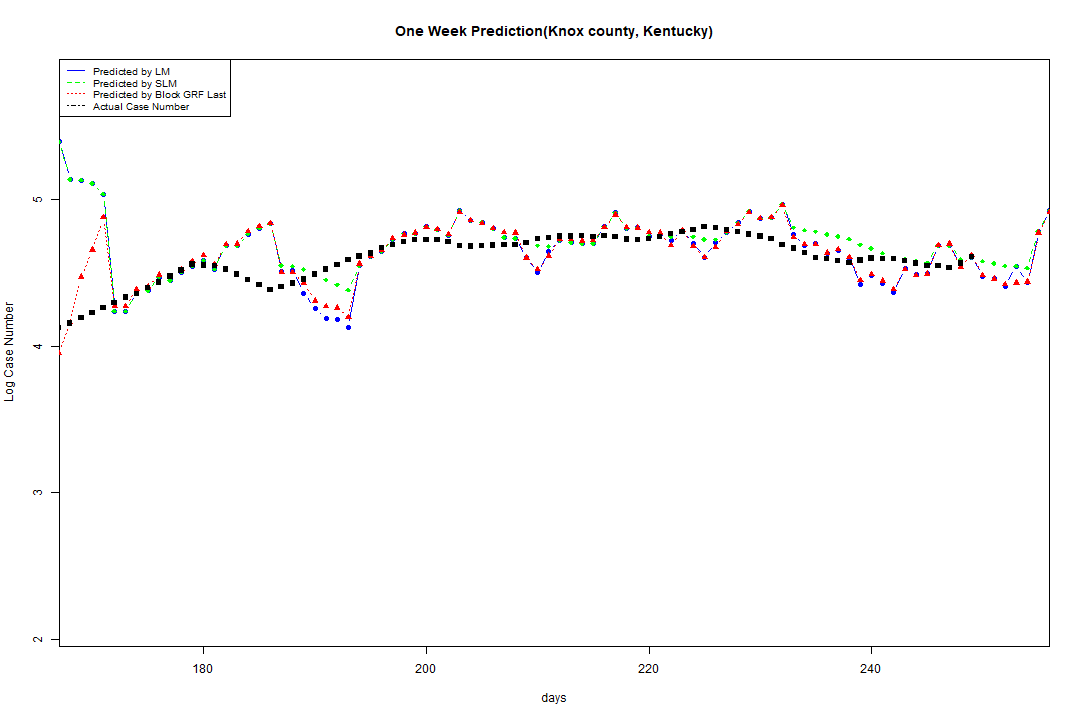 One Week Prediction(Knox county, Kentucky)
Predicted by LM
Predicted by SLM
Predicted by Block GRF Last
Actual Case Number
5
4
3
2
Log Case Number
180 200 220 240
days